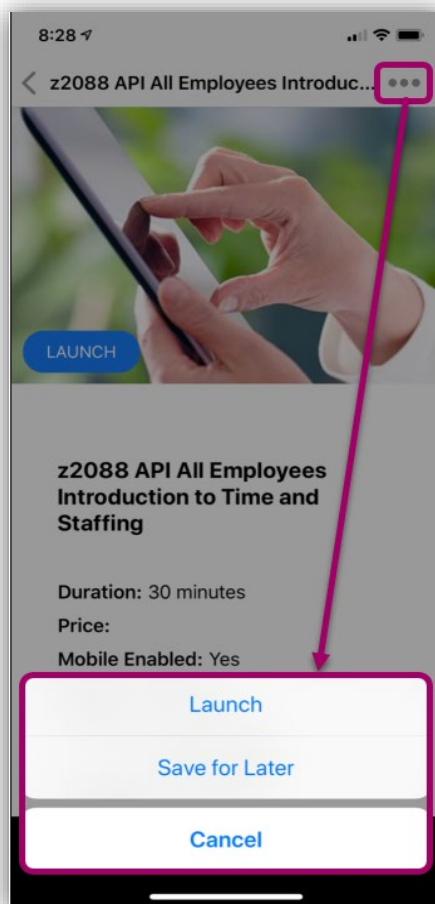 8:28
z2088 API All Employees Introduc...
LAUNCH
z2088 API All Employees
Introduction to Time and
Staffing
Duration: 30 minutes
Price:
Mobile Enabled: Yes
Launch
Save for Later
Cancel